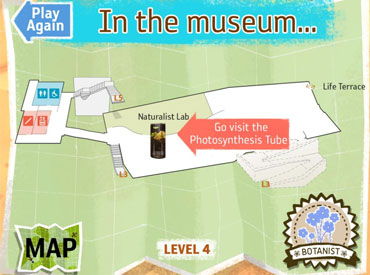 Play
Again
In the museum...
Life Terrace
Naturalist Lab
Go visit the
Photosynthesis Tube
MAP
LEVEL 4
BOTANIST